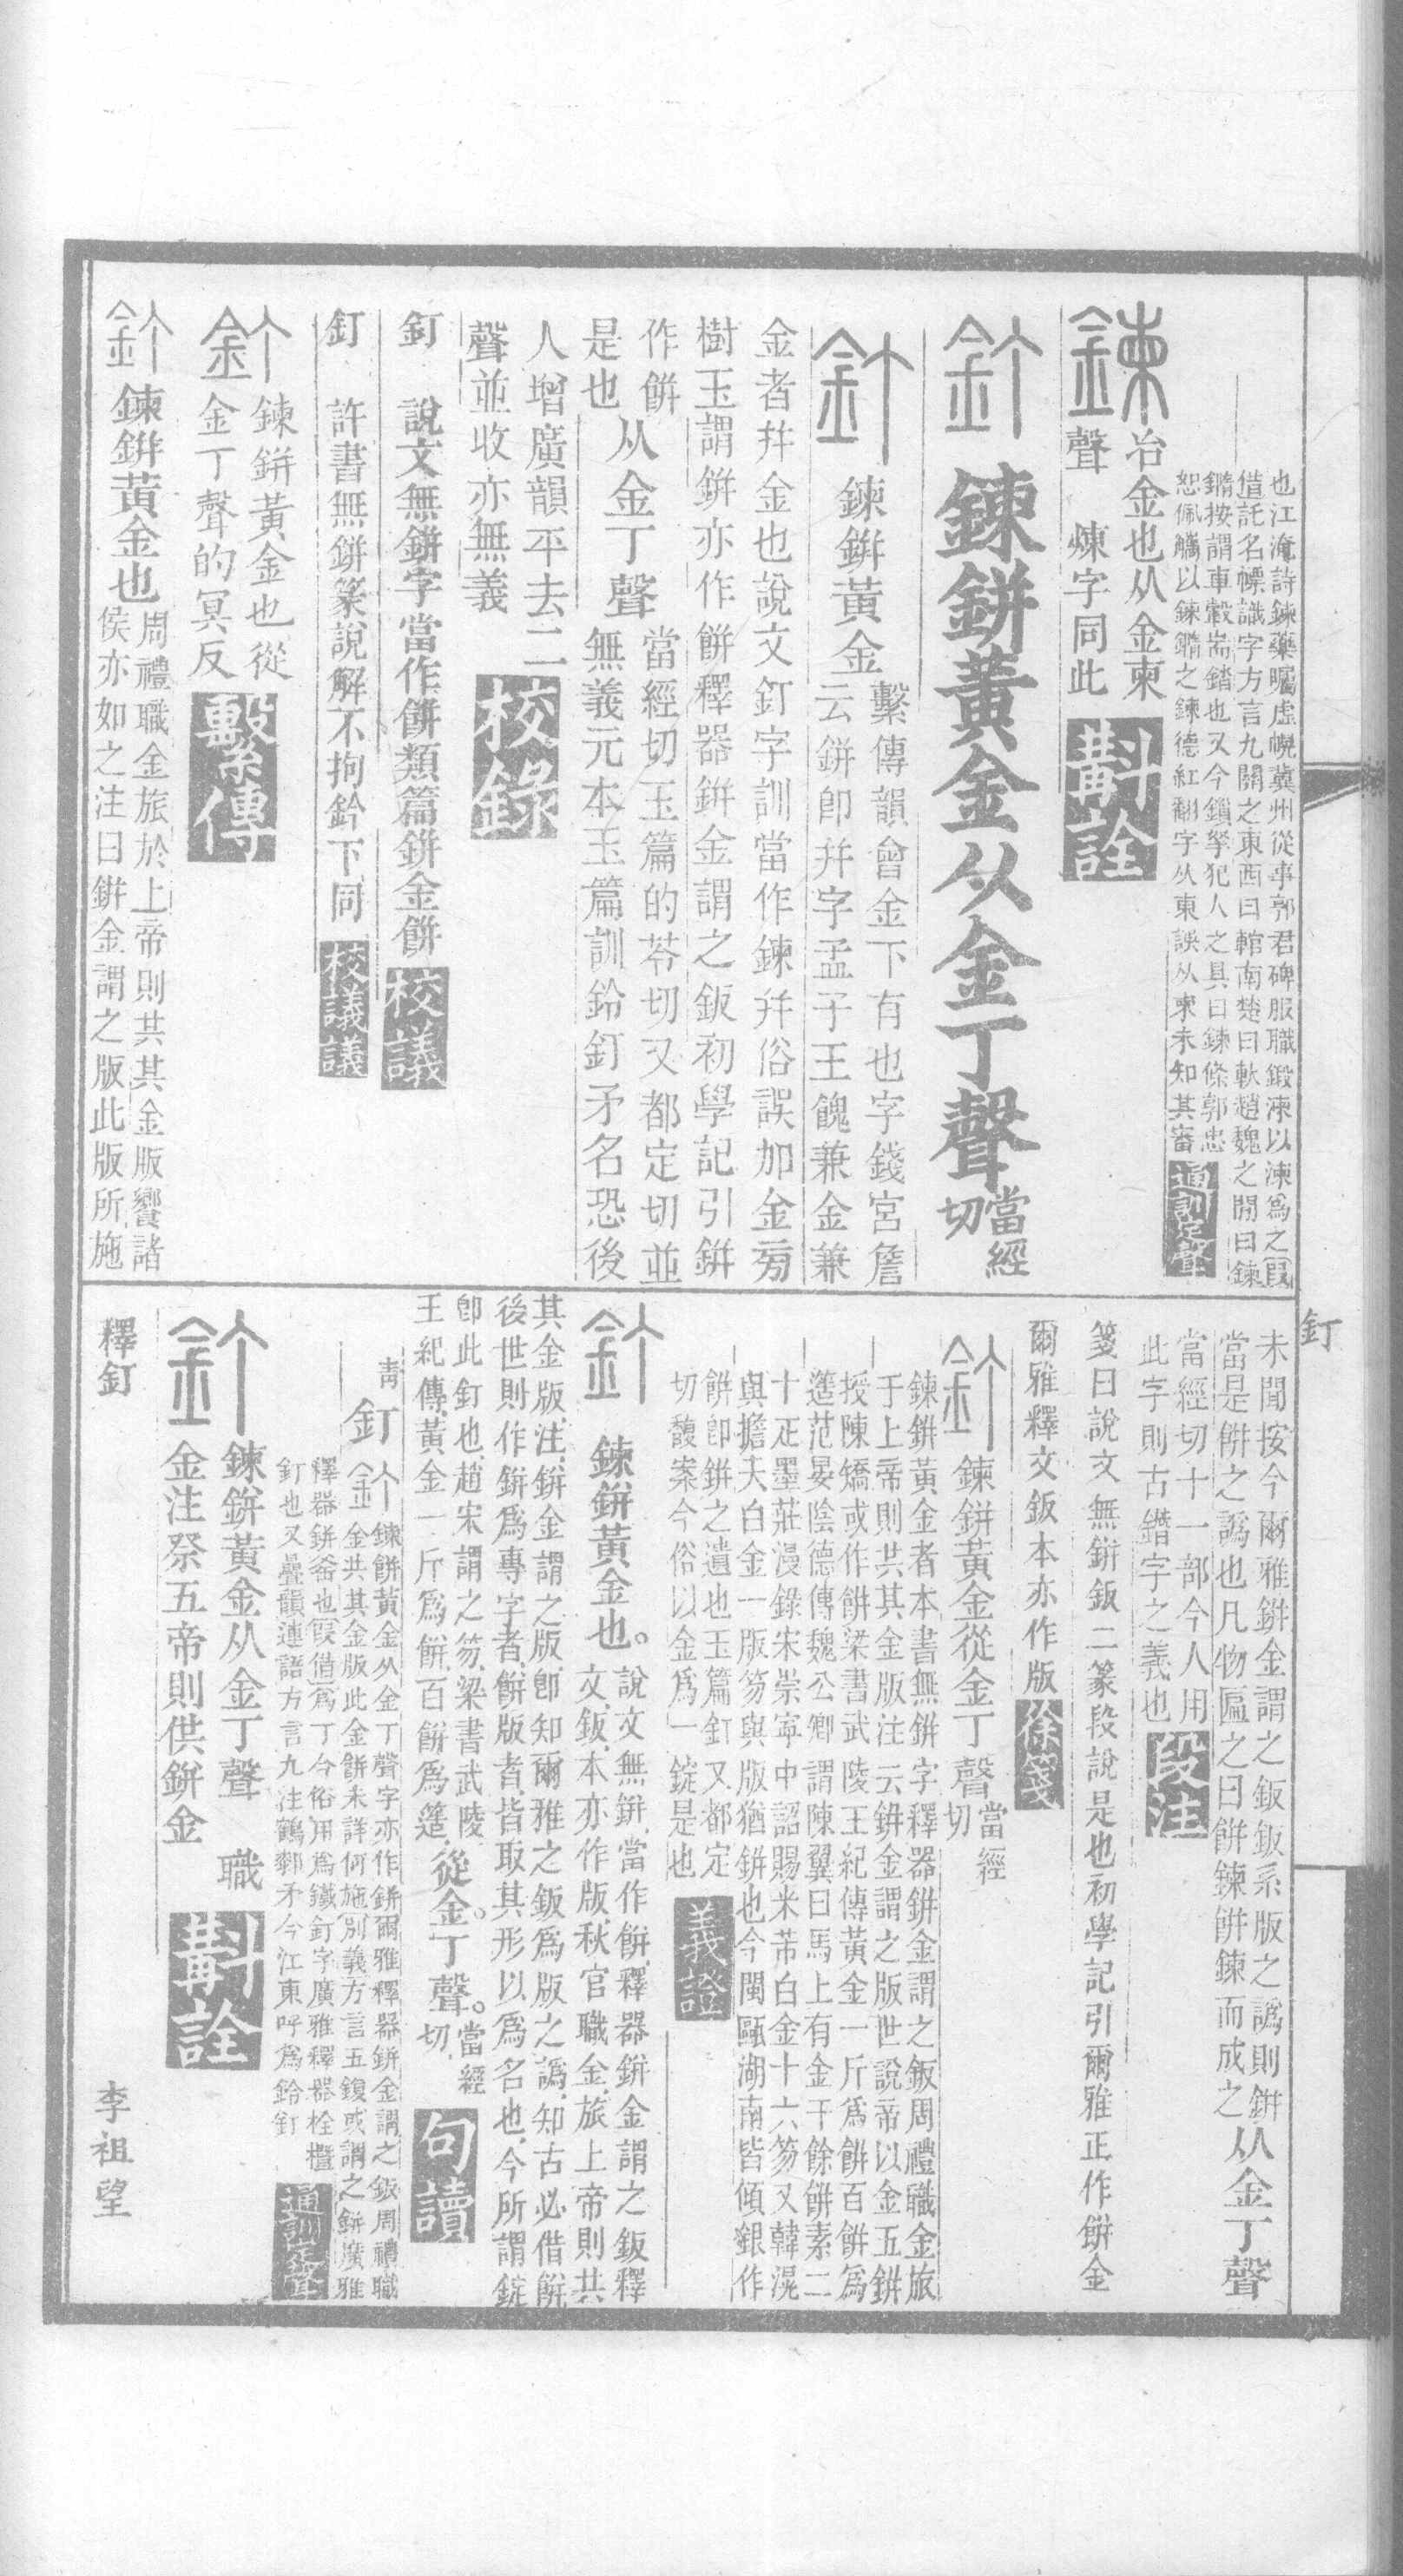 也江淹詩鍊藥矚虛幌冀州從事郭君碑服職鍛湅以湅爲之〔叚
借〕託名幖識字方言九關之東西曰輨南楚曰軑趙魏之閒曰鍊
鐫按謂車轂耑錔也又今鎖拏犯人之具曰鍊條郭忠
恕佩觿以鍊鐫之鍊德紅翻字从東誤从柬未知其審
通訓定聲
鍊
冶金也从金柬
聲 煉字同此
斠詮
釘 鍊鉼黃金从金丁聲 當經切
釘 鍊鉼黃金
繫傳韻會金下有也字錢宮詹
云鉼卽幷字孟子王餽兼金兼
金者幷金也說文釘字訓當作鍊幷俗誤加金㫄
樹玉謂鉼亦作餠釋器鉼金謂之鈑初學記引鉼
作餠
是也
从金丁聲
當經切玉篇的苓切又都定切並
無義元本玉篇訓鈴釘矛名恐後
人增廣韻平去二
聲並收亦無義
校錄
釘 說文無鉼字當作餠類篇鉼金餠
校議
釘 許書無鉼篆說解不拘鈐下同
校議議
釘
鍊鉼黃金也從
金丁聲的冥反
繫傳
釘 鍊鉼黃金也
周禮職金旅於上帝則共其金版饗諸
侯亦如之注曰鉼金謂之版此版所施
釘
未聞按今爾雅鉼金謂之鈑鈑系版之譌則鉼
當是餠之譌也凡物匾之曰餠鍊餠鍊而成之
从金丁聲
當經切十一部今人用
此字則古鐕字之義也
段注
箋曰說文無鉼鈑二篆段說是也初學記引爾雅正作餠金
爾雅釋文鈑本亦作版
徐箋
釘 鍊鉼黃金從金丁聲
當經
切
鍊鉼黃金者本書無鉼字釋器鉼金謂之鈑周禮職金旅
于上帝則共其金版注云鉼金謂之版世說帝以金五鉼
授陳矯或作餠梁書武陵王紀傳黃金一斤爲餠百餠爲
簉范晏陰德傳魏公卿謂陳翼曰馬上有金千餘餠素二
十疋墨莊漫錄宋崇寧中詔賜米芾白金十六笏又韓滉
與擔夫白金一版笏與版猶鉼也今閩甌湖南皆傾銀作
餠卽鉼之遺也玉篇釘又都定
切馥案今俗以金爲一錠是也
義證
釘 鍊鉼黃金也。
說文無鉼、當作餠、釋器鉼金謂之鈑釋
文、鈑、本亦作版、秋官職金、旅上帝則共
其金版、注、鉼金謂之版、卽知爾雅之鈑爲版之譌、知古必借餠
後世則作鉼爲專字者、餠版者、皆取其形以爲名也、今所謂錠
卽此釘也、趙宋謂之笏、梁書武陵
王紀傳、黃金一斤爲餠、百餠爲簉、
從金。丁聲。
當經
切、
句讀
靑
釘
釘
鍊餠黃金从金丁聲字亦作鉼爾雅釋器鉼金謂之鈑周禮職
金共其金版此金餠未詳何施〔別義〕方言五鍑或謂之鉼廣雅
釋器鉼䥝也〔叚借〕爲丁今俗用爲鐵釘字廣雅釋器栓櫼
釘也又疊韻連語方言九注鶴鄈矛今江東呼爲鈴釘
通訓定聲
釘
鍊鉼黃金从金丁聲 職
金注祭五帝則供鉼金
斠詮
釋釘 李祖望